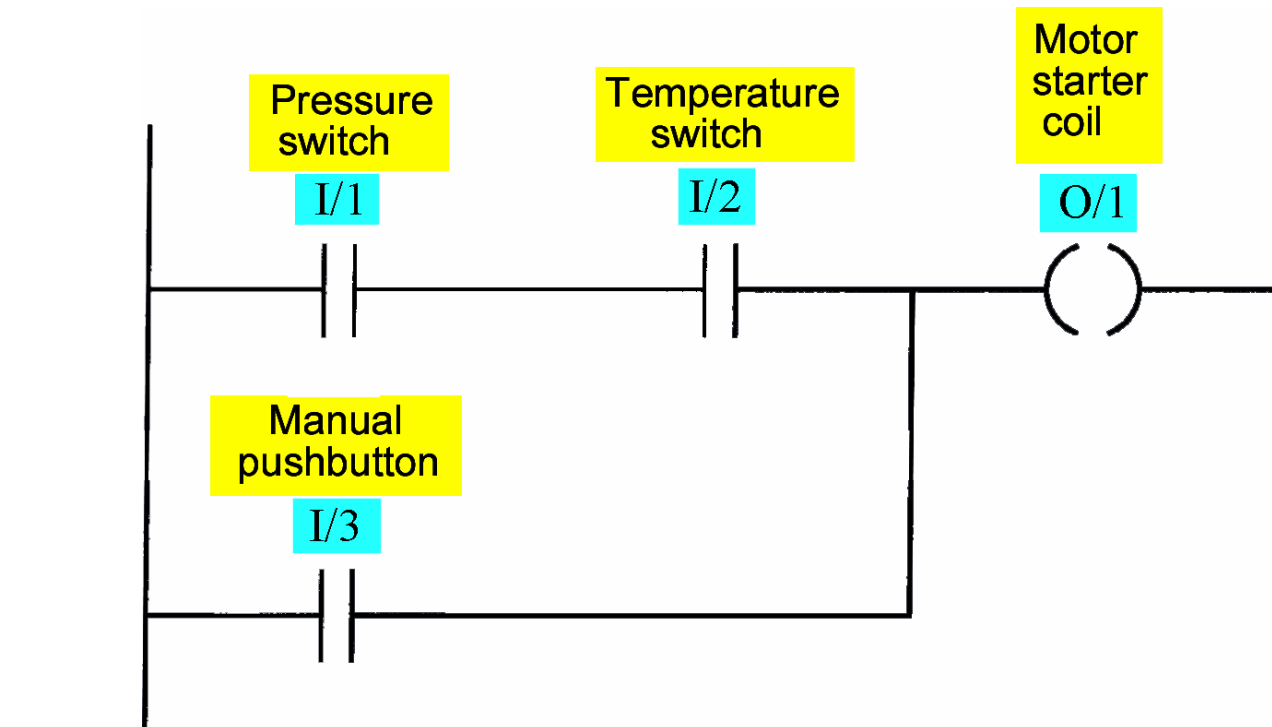 Pressure
switch
I/1
Temperature
switch
I/2
Motor
starter
coil
O/1
Manual
pushbutton
I/3